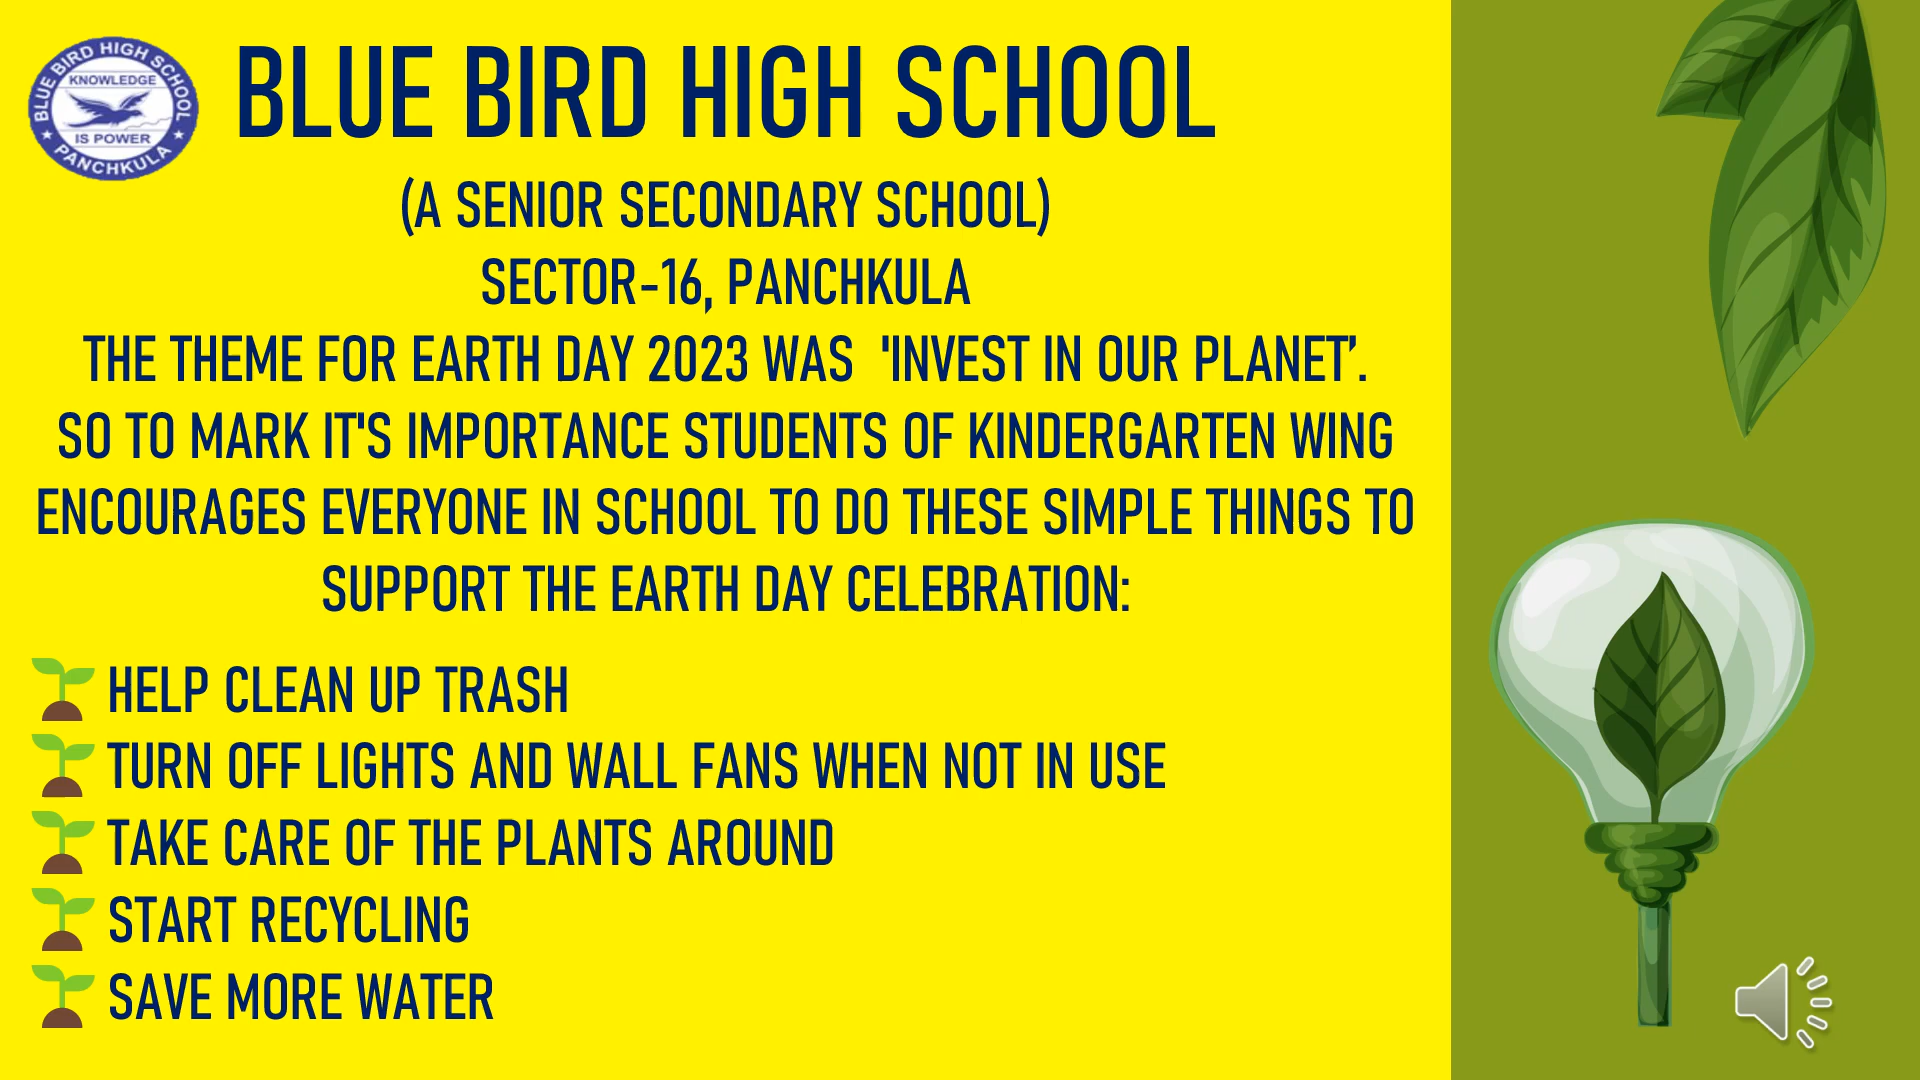 BLUE BIRD HIGH SCHOOL
KNOWLEDGE
IS POWER
PANCHKULA
BLUE BIRD HIGH SCHOOL
(A SENIOR SECONDARY SCHOOL)
SECTOR-16, PANCHKULA
THE THEME FOR EARTH DAY 2023 WAS 'INVEST IN OUR PLANET’.
SO TO MARK IT'S IMPORTANCE STUDENTS OF KINDERGARTEN WING
ENCOURAGES EVERYONE IN SCHOOL TO DO THESE SIMPLE THINGS TO
SUPPORT THE EARTH DAY CELEBRATION:
HELP CLEAN UP TRASH
TURN OFF LIGHTS AND WALL FANS WHEN NOT IN USE
TAKE CARE OF THE PLANTS AROUND
START RECYCLING
SAVE MORE WATER